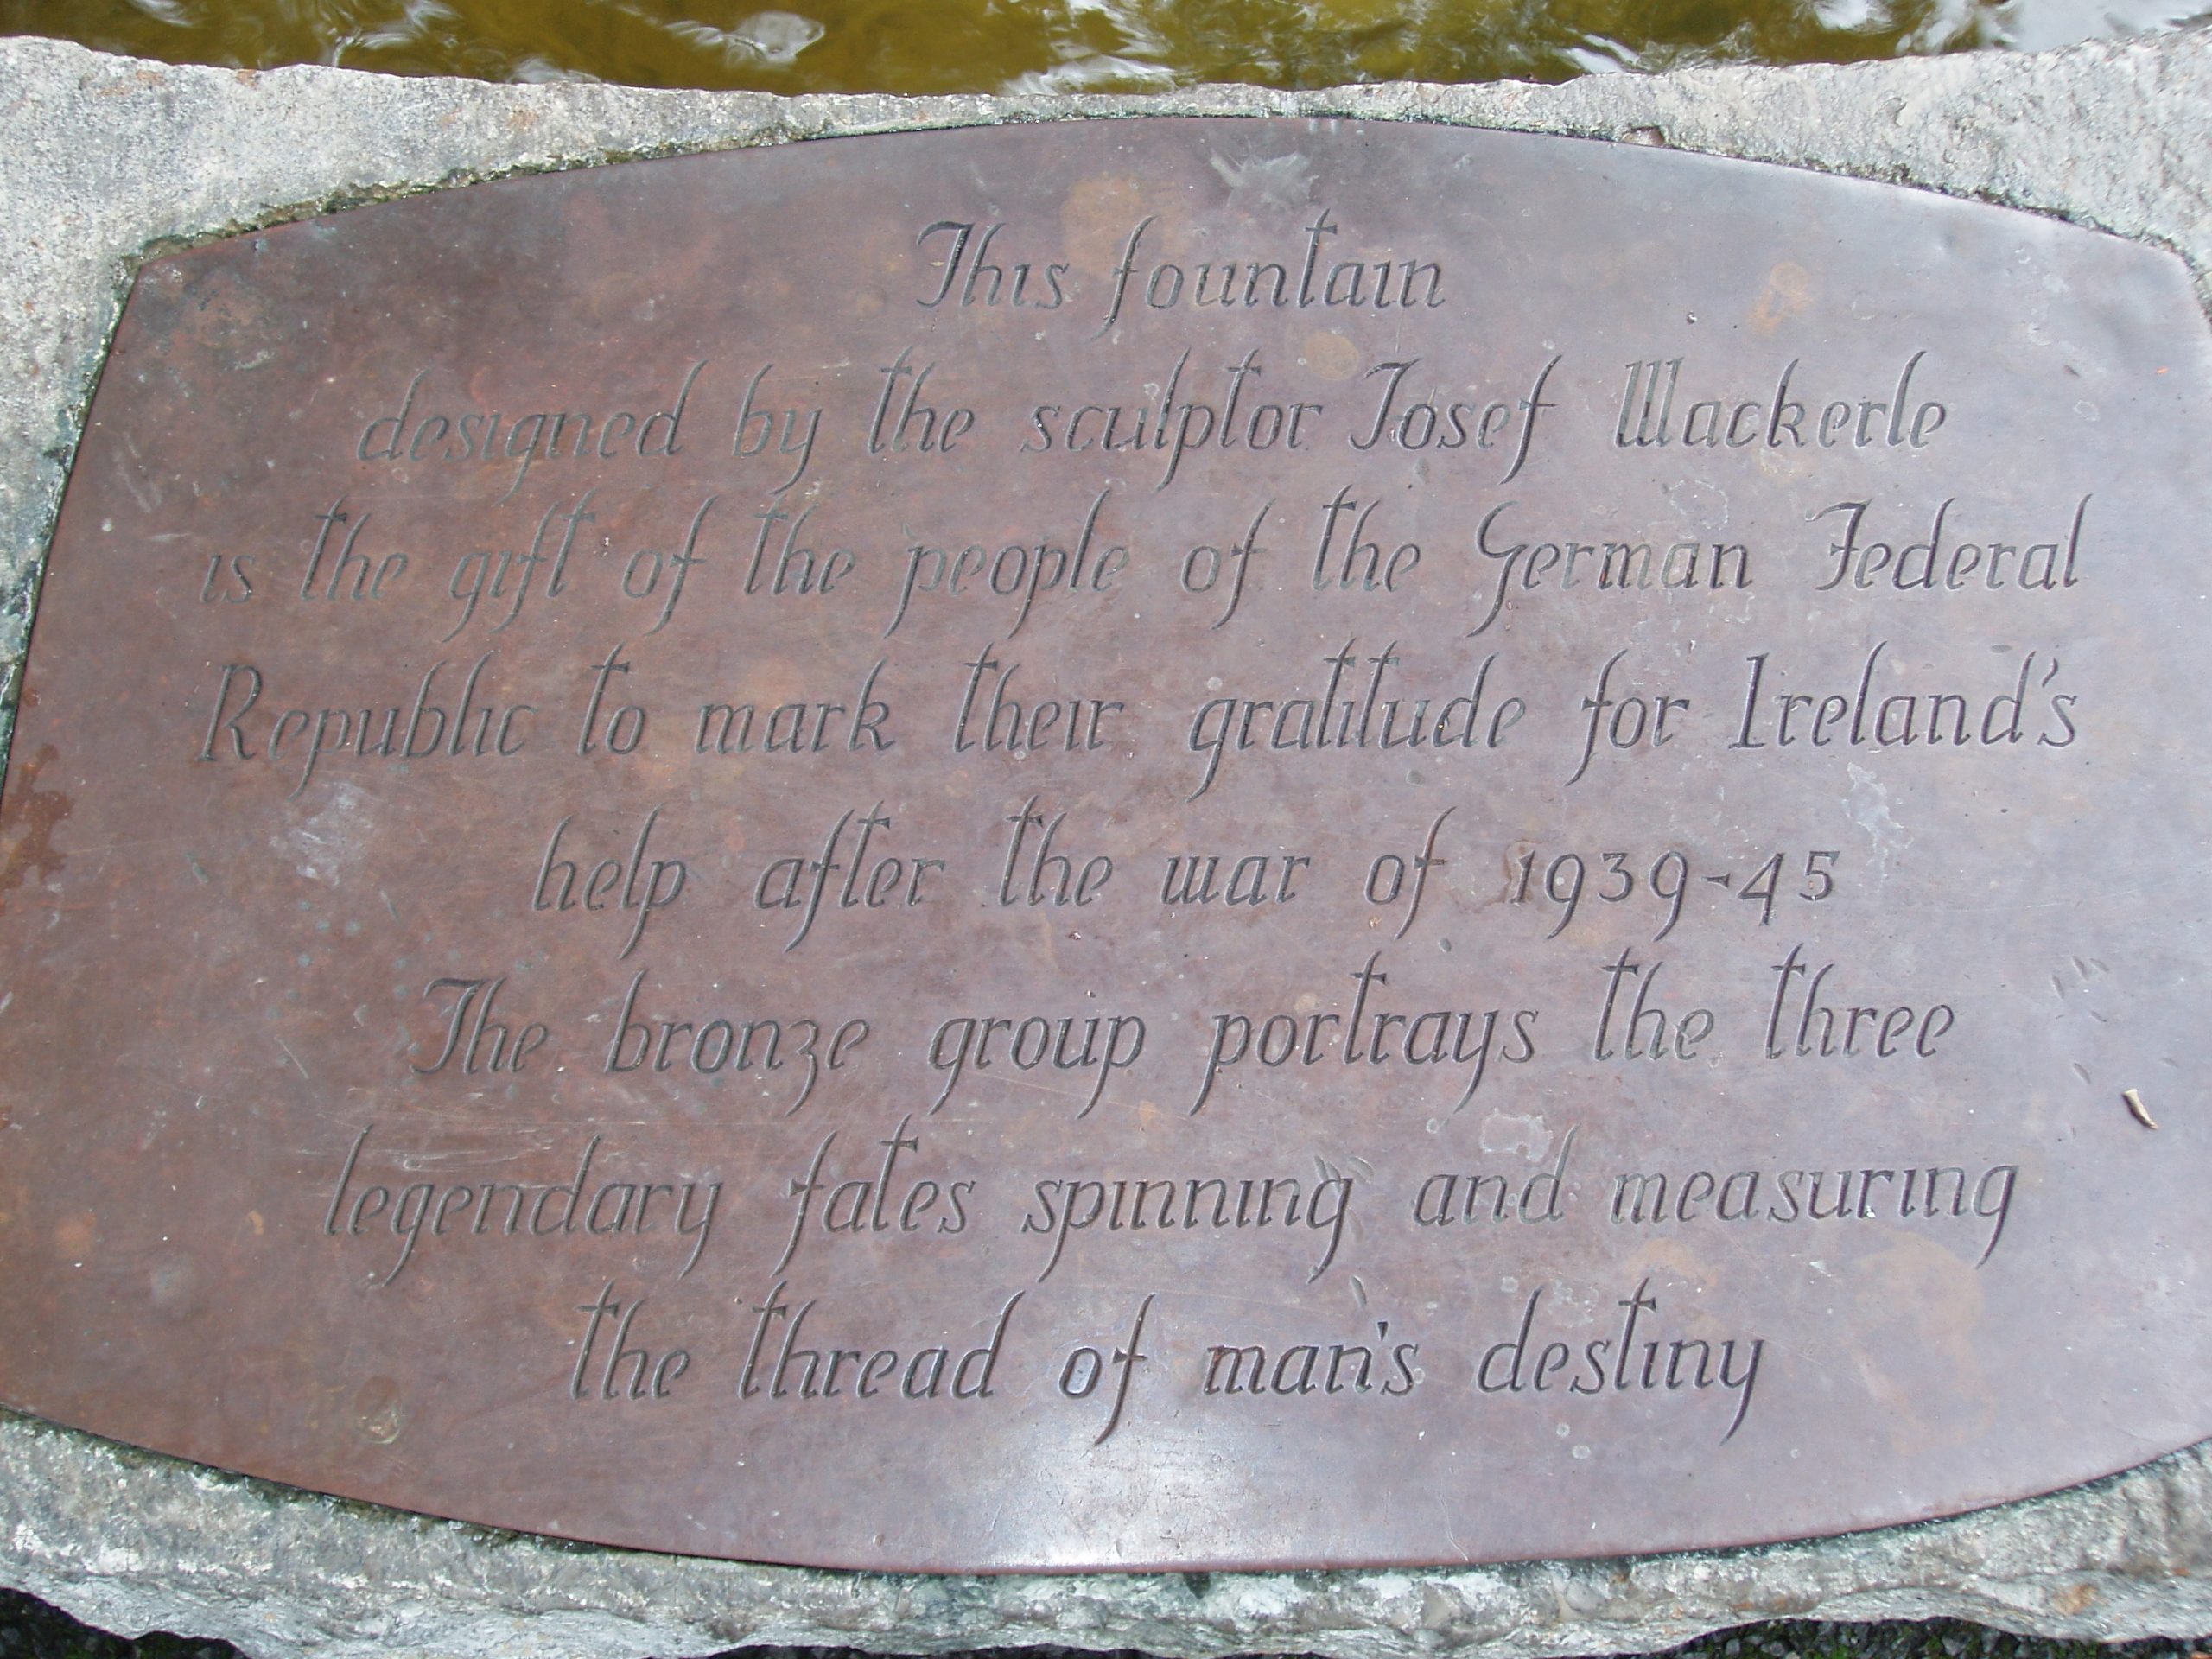 This fountain
designed by the sculptor Josef Wackerle
is the gift of the people of the German Federal
Republic to mark their gratitude for Ireland's
help after the war of 1939-45
The bronze group portrays the three
legendary fates spinning and measuring
the thread of man's destiny